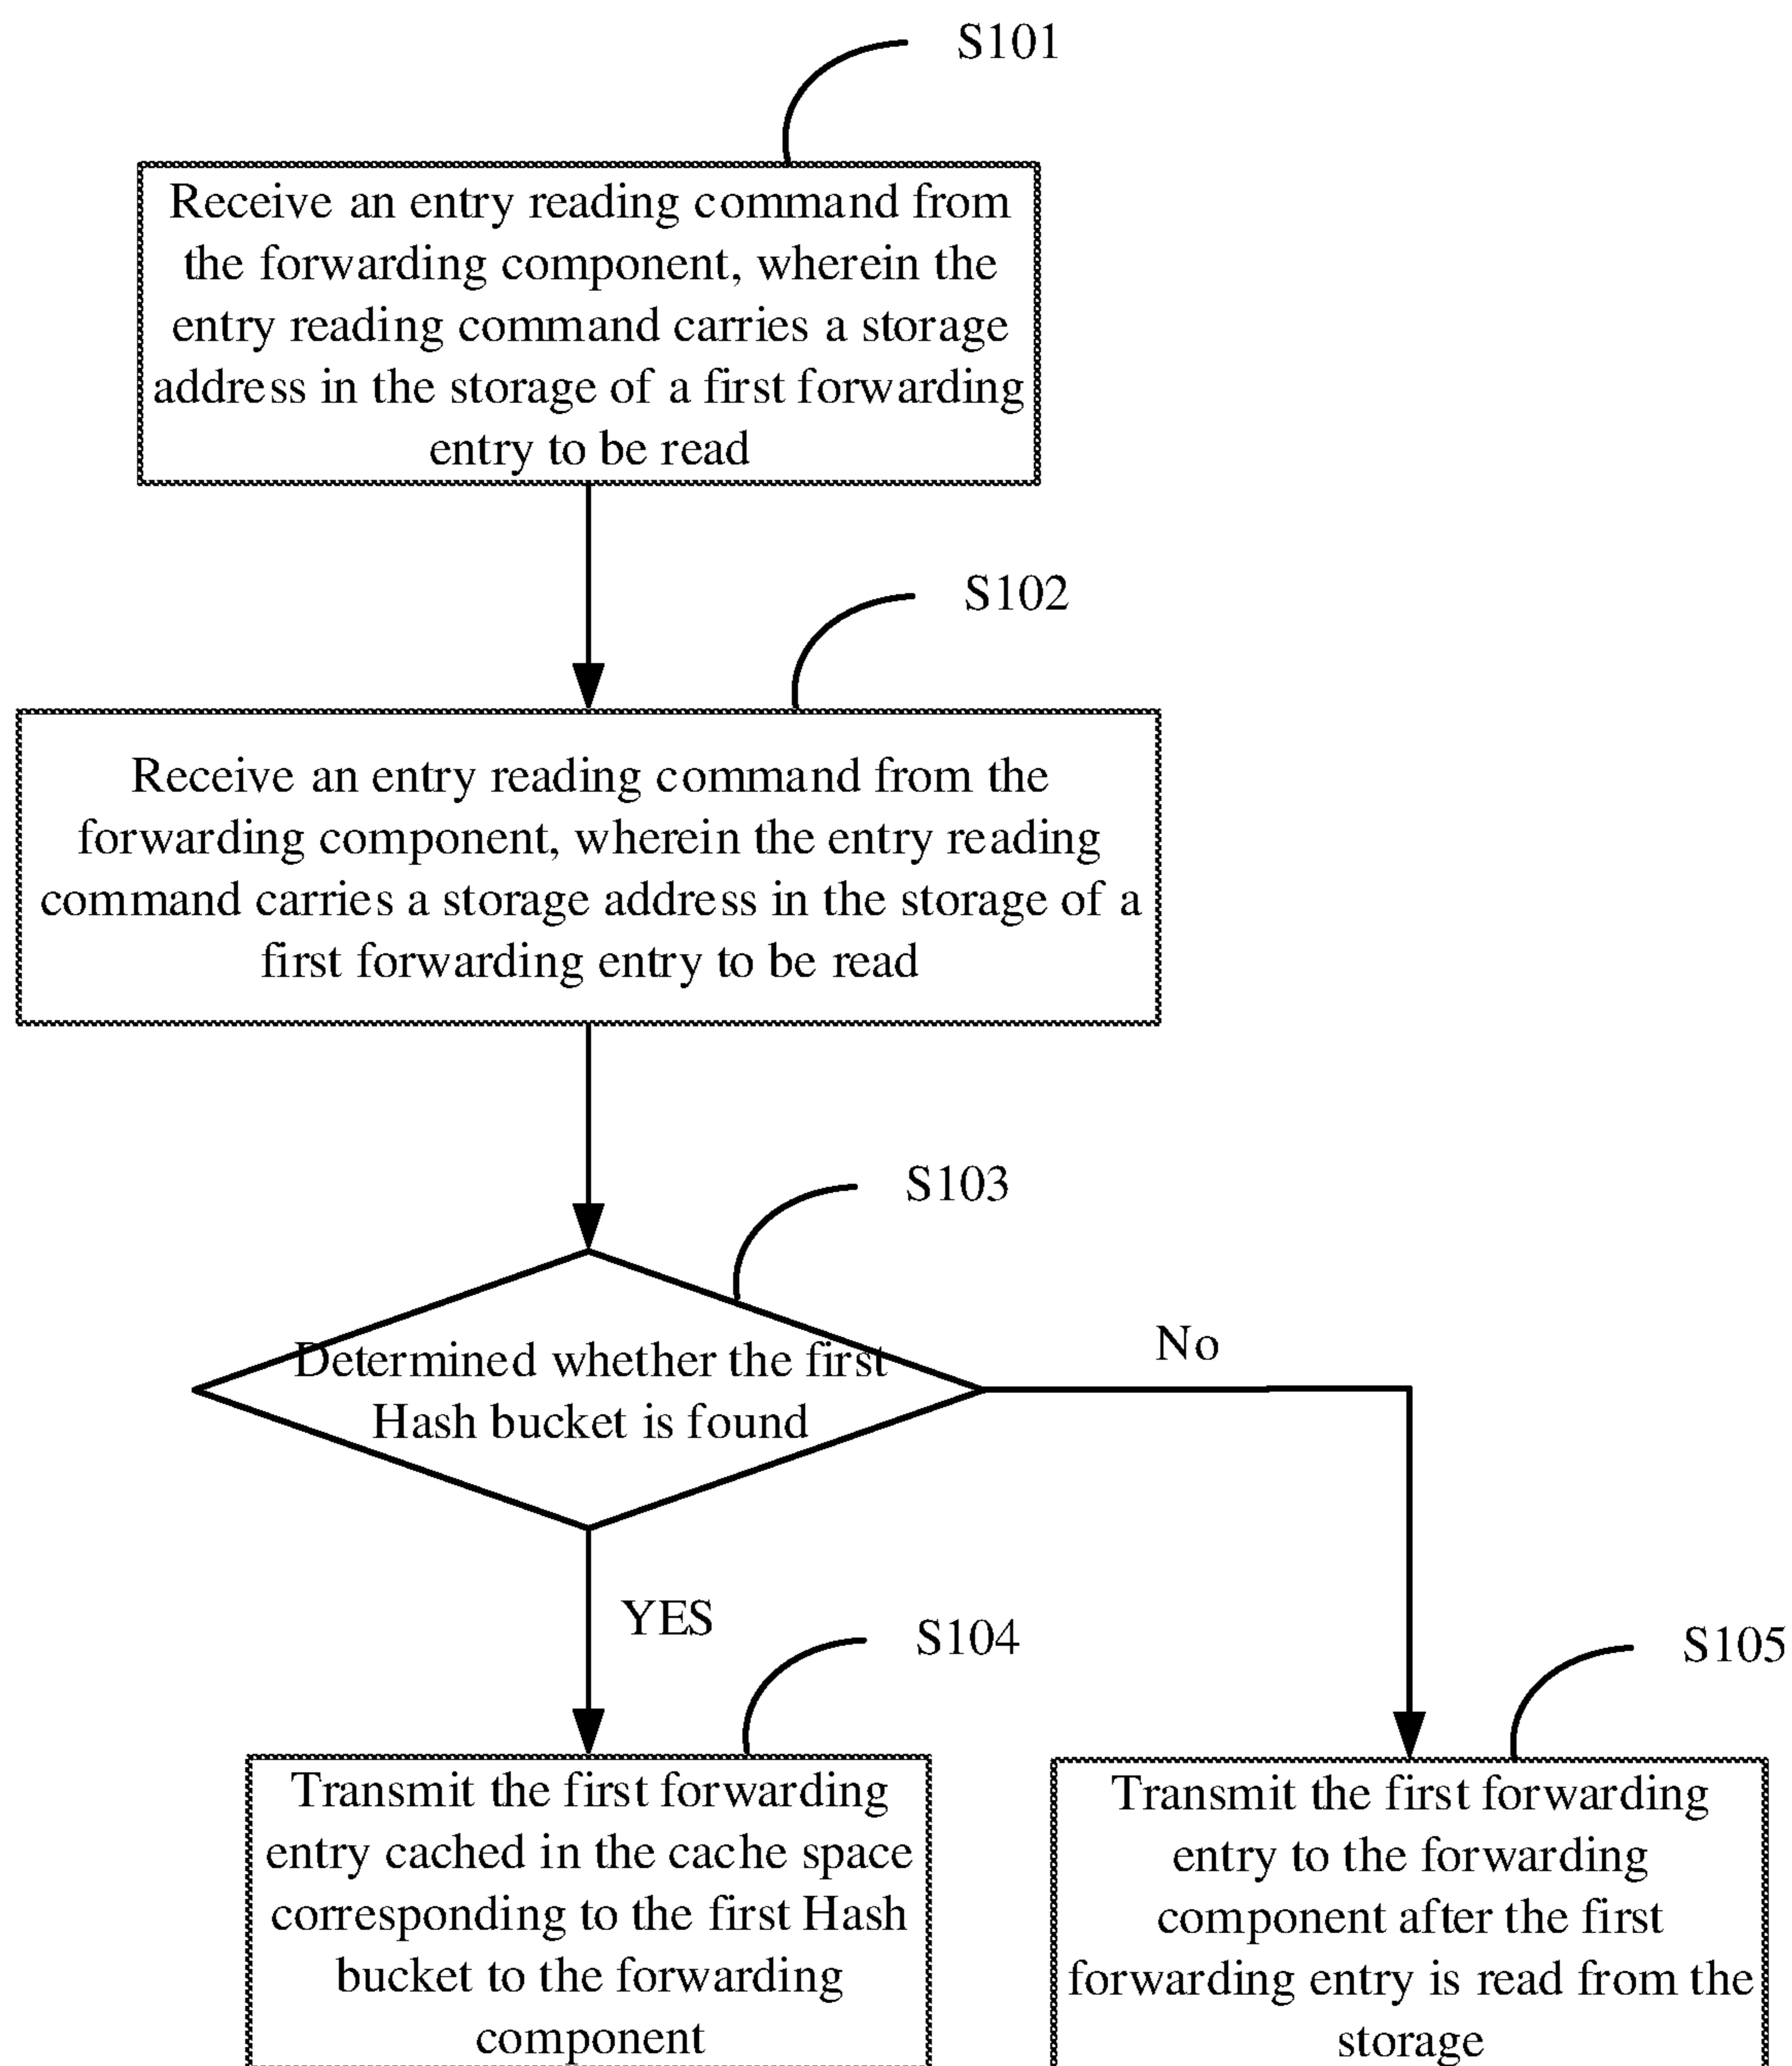 S101
Receive an entry reading command from
the forwarding component, wherein the
entry reading command carries a storage
address in the storage of a first forwarding
entry to be read
S102
Receive an entry reading command from the
forwarding component, wherein the entry reading
command carries a storage address in the storage of a
first forwarding entry to be read
S103
Determined whether the first
Hash bucket is found
No
YES
S104
S105
Transmit the first forwarding
entry cached in the cache space
corresponding to the first Hash
bucket to the forwarding
component
Transmit the first forwarding
entry to the forwarding
component after the first
forwarding entry is read from the
storage